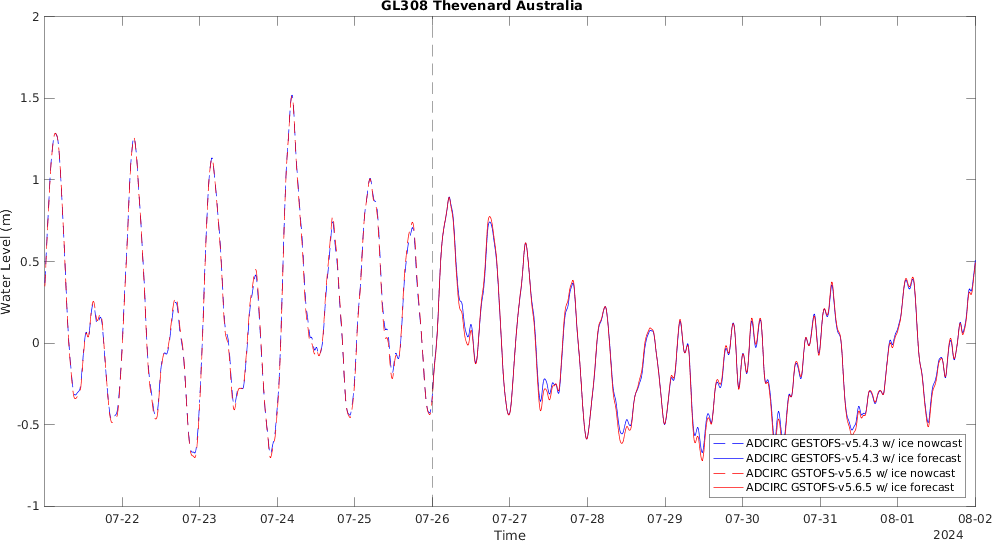 GL308 Thevenard Australia
2
1.5
1
0.5
0
-0.5
-1
Water Level (m)
ADCIRC GESTOFS-v5.4.3 w/ ice nowcast
ADCIRC GESTOFS-v5.4.3 w/ ice forecast
ADCIRC GSTOFS-v5.6.5 w/ ice nowcast
ADCIRC GSTOFS-v5.6.5 w/ ice forecast
07-22 07-23 07-24 07-25 07-26 07-27 07-28 07-29 07-30 07-31 08-01 08-02
Time
2024